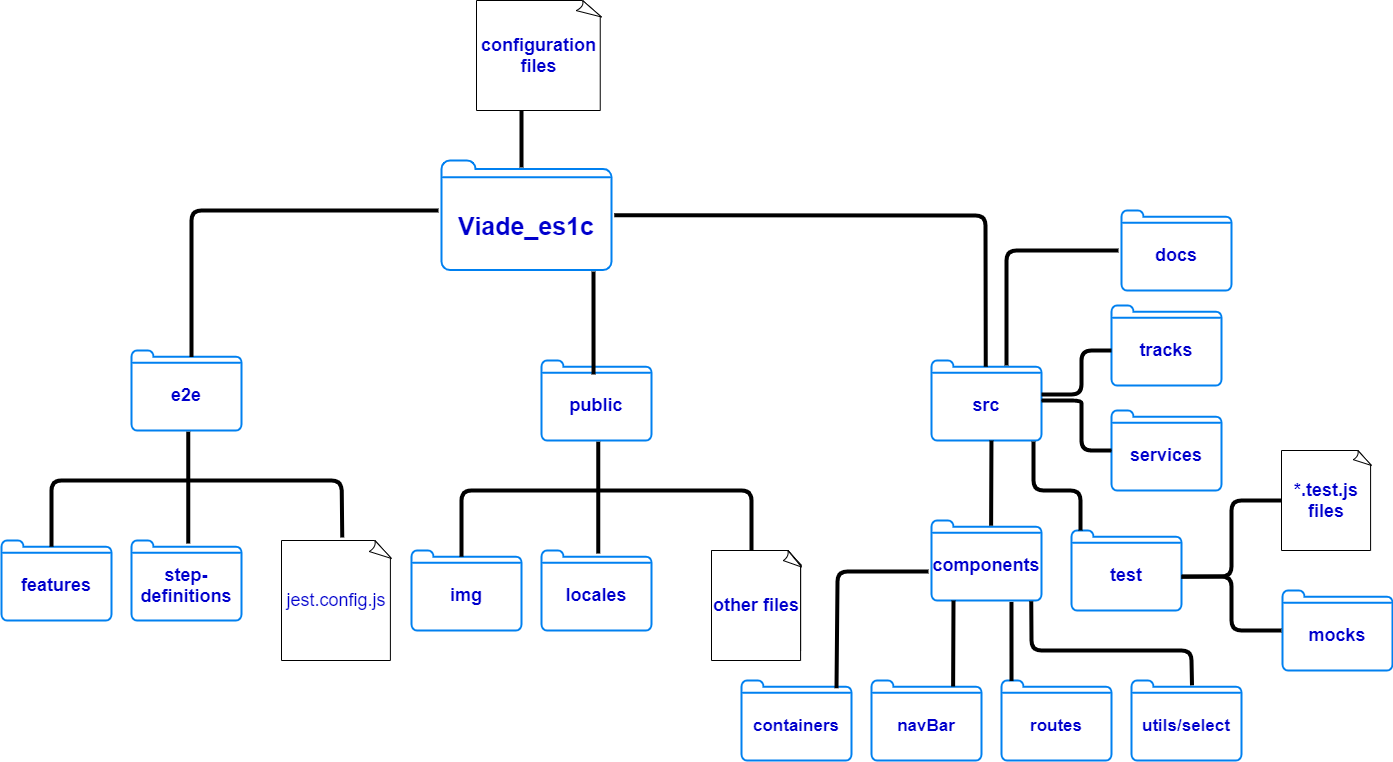 configuration
files
Viade_es1c
docs
tracks
e2e
public
src
services
*.test.js
files
components
test
features
step-
definitions
jest.config.js
img
locales
other files
mocks
containers
navBar
routes
utils/select